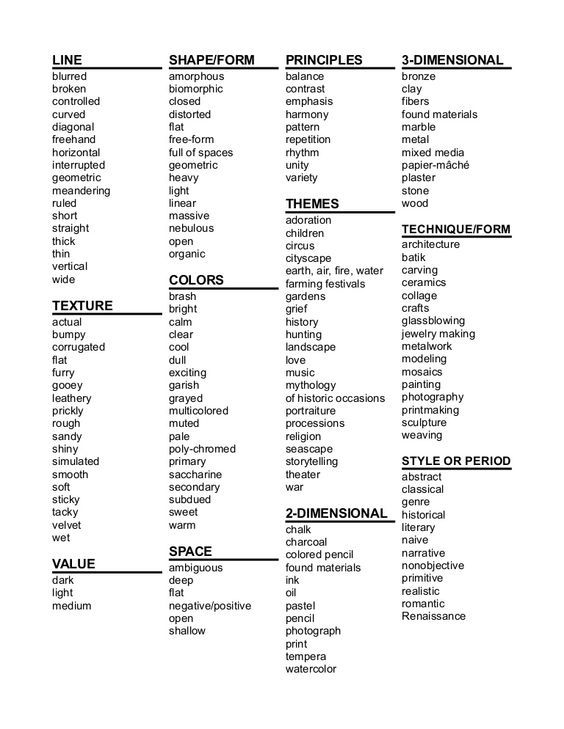 LINE
blurred
broken
controlled
curved
diagonal
freehand
horizontal
interrupted
geometric
meandering
ruled
short
straight
thick
thin
vertical
wide
TEXTURE
actual
bumpy
corrugated
flat
furry
gooey
leathery
prickly
rough
sandy
shiny
simulated
smooth
soft
sticky
tacky
velvet
wet
VALUE
dark
light
medium
SHAPE/FORM
amorphous
biomorphic
closed
distorted
flat
free-form
full of spaces
geometric
heavy
light
linear
massive
nebulous
open
organic
COLORS
brash
bright
calm
clear
cool
dull
exciting
garish
grayed
multicolored
muted
pale
poly-chromed
primary
saccharine
secondary
subdued
sweet
warm
SPACE
ambiguous
deep
flat
negative/positive
open
shallow
PRINCIPLES
balance
contrast
emphasis
harmony
pattern
repetition
rhythm
unity
variety
THEMES
adoration
children
circus
cityscape
earth, air, fire, water
farming festivals
gardens
grief
history
hunting
landscape
love
music
mythology
of historic occasions
portraiture
processions
religion
seascape
storytelling
theater
war
2-DIMENSIONAL
chalk
charcoal
colored pencil
found materials
ink
oil
pastel
pencil
photograph
print
tempera
watercolor
3-DIMENSIONAL
bronze
clay
fibers
found materials
marble
metal
mixed media
papier-mâché
plaster
stone
wood
TECHNIQUE/FORM
architecture
batik
carving
ceramics
collage
crafts
glassblowing
jewelry making
metalwork
modeling
mosaics
painting
photography
printmaking
sculpture
weaving
STYLE OR PERIOD
abstract
classical
genre
historical
literary
naive
narrative
nonobjective
primitive
realistic
romantic
Renaissance